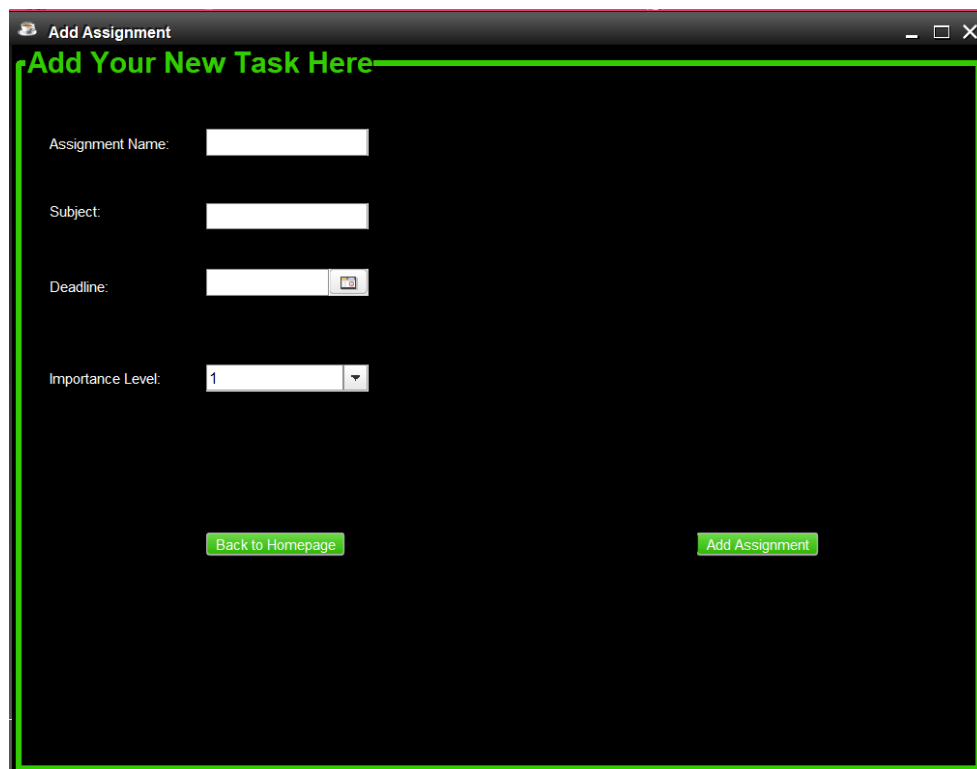 Add Assignment
Add Your New Task Here
Assignment Name:
Subject:
Deadline:
Importance Level:
1
Back to Homepage
Add Assignment